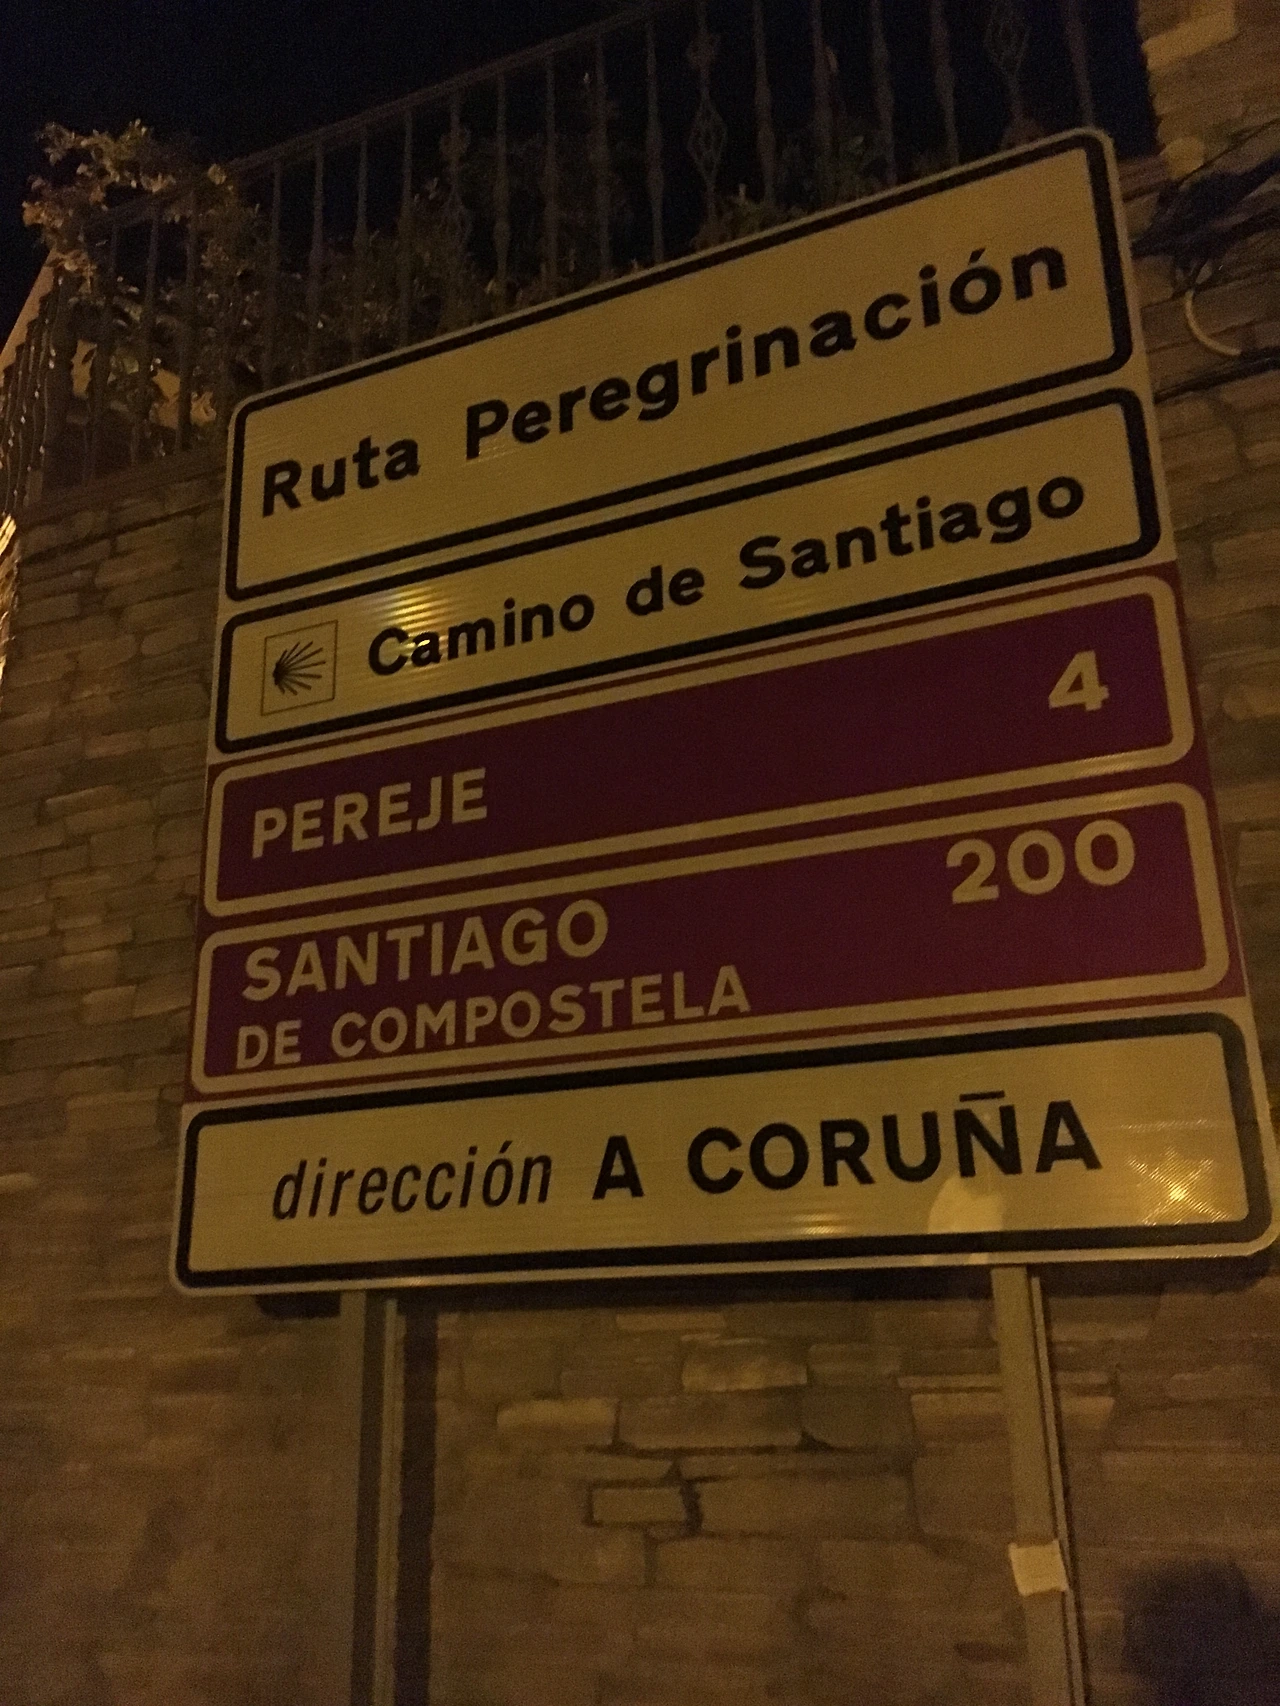 Ruta Peregrinación
Camino de Santiago
PEREJE 4
SANTIAGO 200
DE COMPOSTELA
dirección A CORUÑA